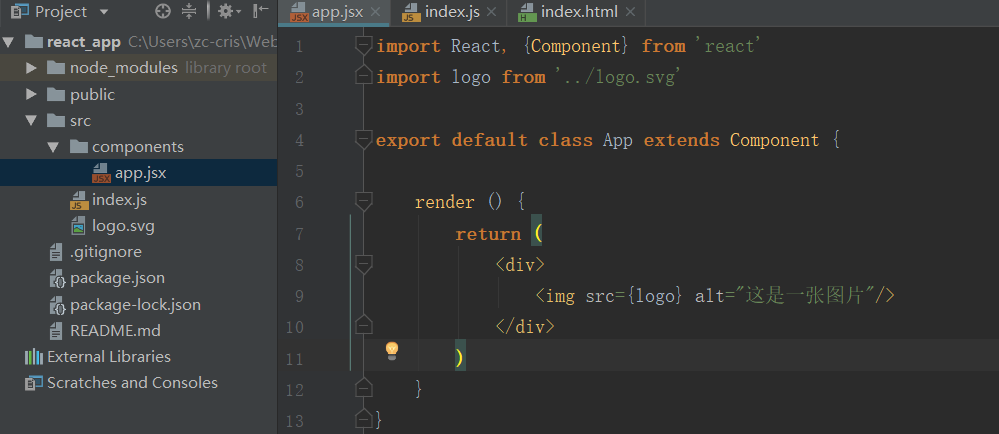 Project
app.jsx
index.js
index.html
react_app C:\Users\zc-cris\Web
node_modules library root
public
src
components
app.jsx
index.js
logo.svg
.gitignore
package.json
package-lock.json
README.md
External Libraries
Scratches and Consoles
1 import React, {Component} from 'react'
2 import logo from '../logo.svg'
3
4 export default class App extends Component {
5
6 render () {
7 return (
8 <div>
9 <img src={logo} alt="这是一张图片"/>
10 </div>
11 )
12 }
13 }